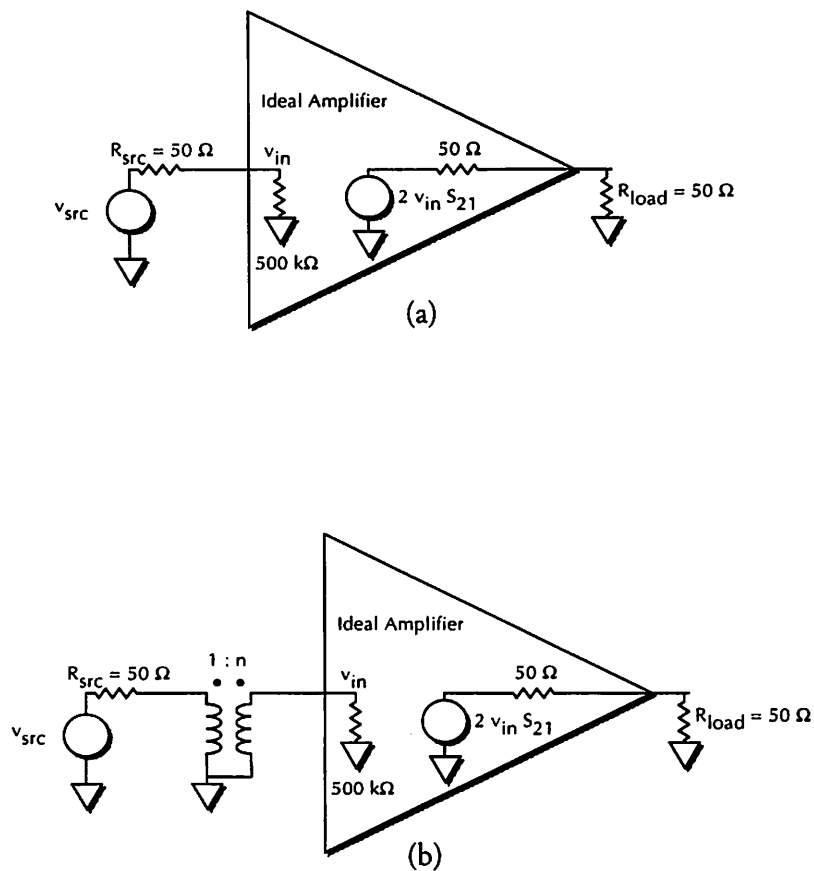 Ideal Amplifier
R_src = 50 Ω
v_in
50 Ω
v_src
2 v_in S_21
R_load = 50 Ω
500 kΩ
(a)
Ideal Amplifier
1 : n
R_src = 50 Ω
v_in
50 Ω
v_src
2 v_in S_21
R_load = 50 Ω
500 kΩ
(b)